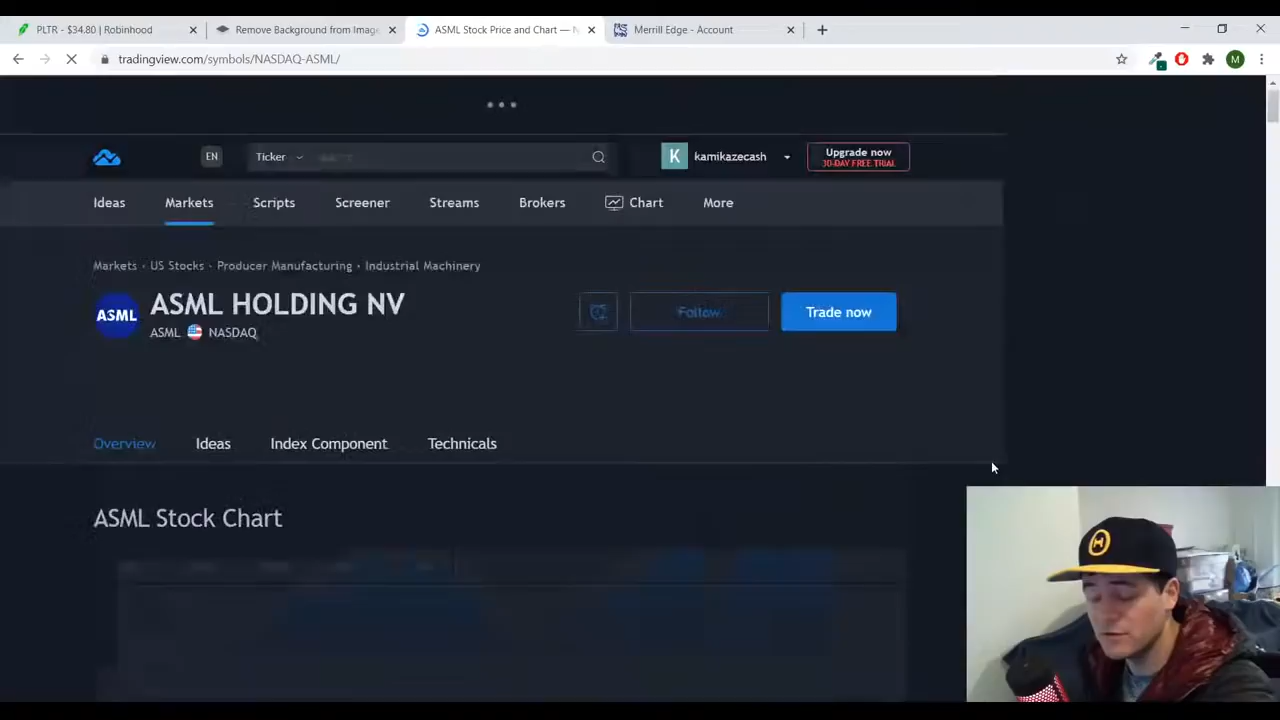 PLTR - $34.80 | Robinhood
Remove Background from Image
ASML Stock Price and Chart —
Merrill Edge - Account
tradingview.com/symbols/NASDAQ-ASML/
M
EN
Ticker
K
kamikazecash
Upgrade now
30-DAY FREE TRIAL
Ideas
Markets
Scripts
Screener
Streams
Brokers
Chart
More
Markets · US Stocks · Producer Manufacturing · Industrial Machinery
ASML
ASML HOLDING NV
ASML NASDAQ
Follow
Trade now
Overview
Ideas
Index Component
Technicals
ASML Stock Chart